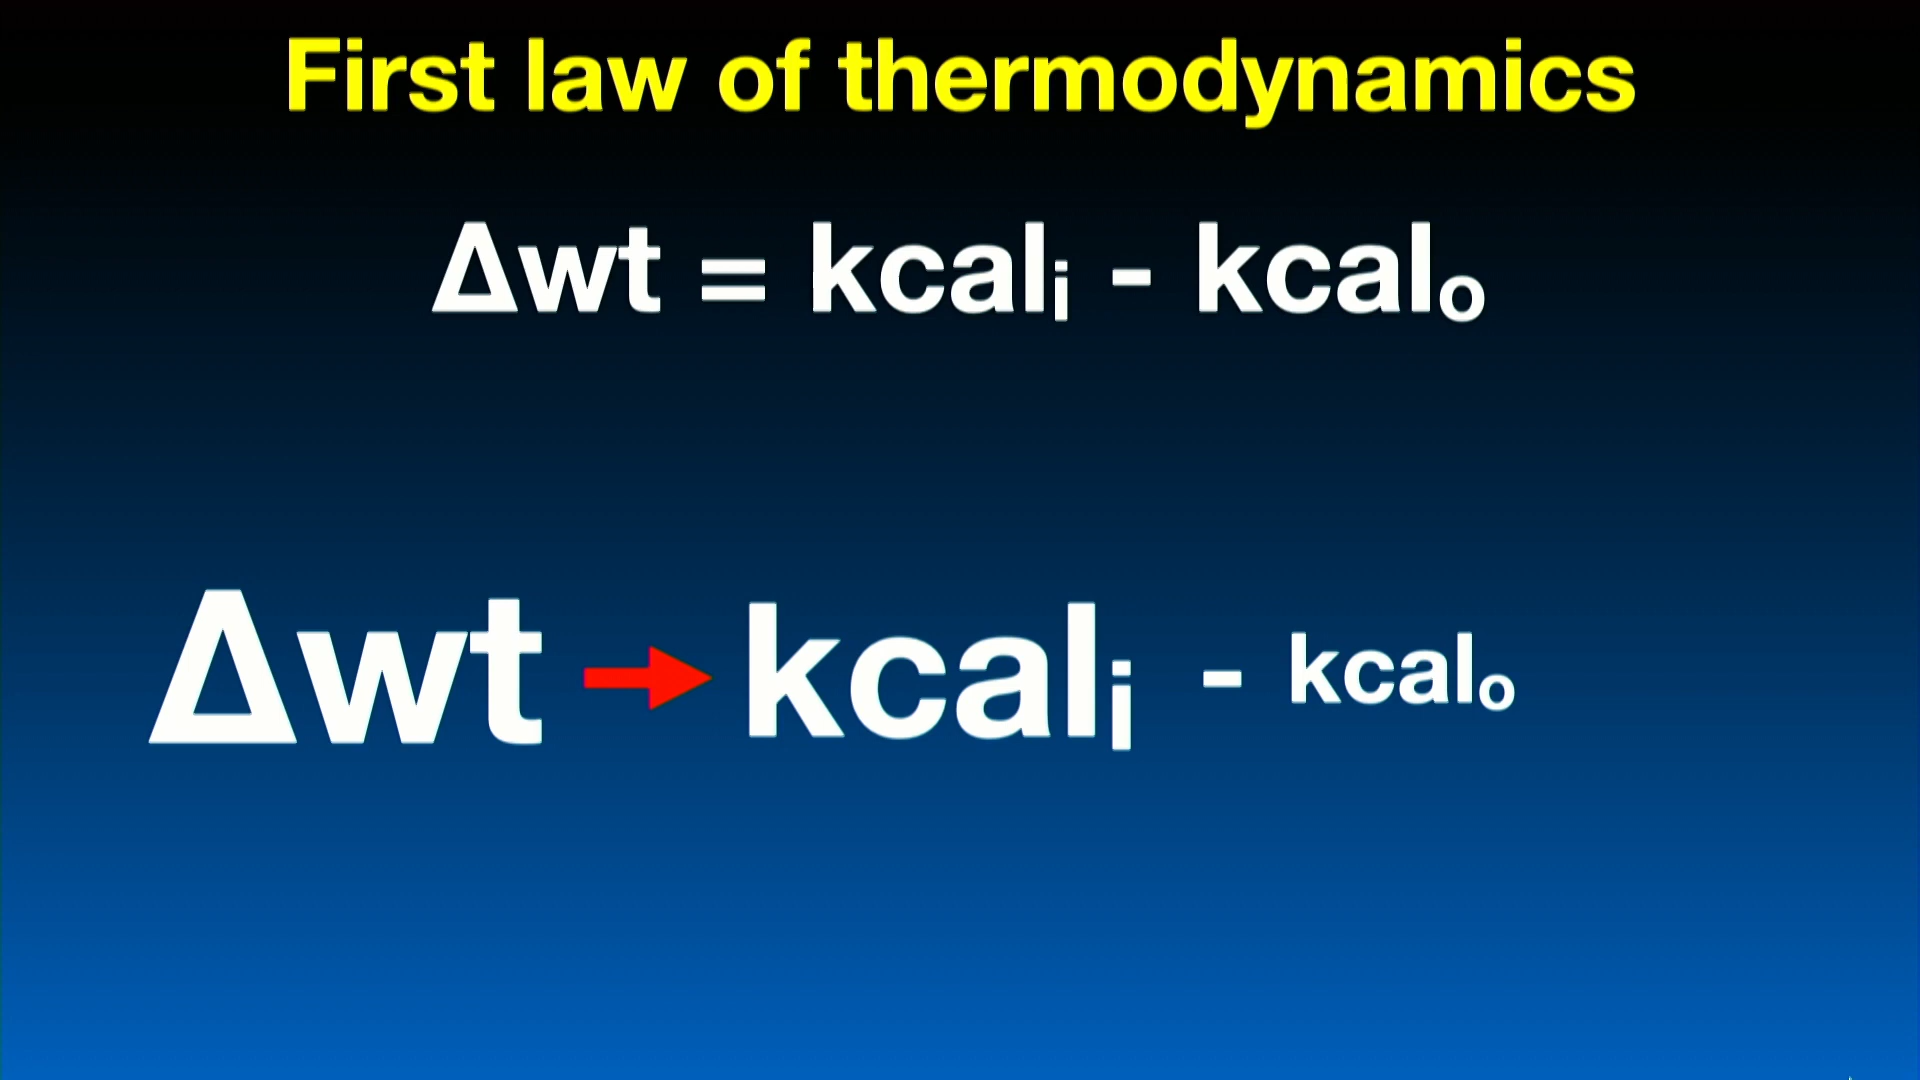 First law of thermodynamics
Δwt = kcalᵢ - kcalₒ
Δwt → kcalᵢ - kcalₒ